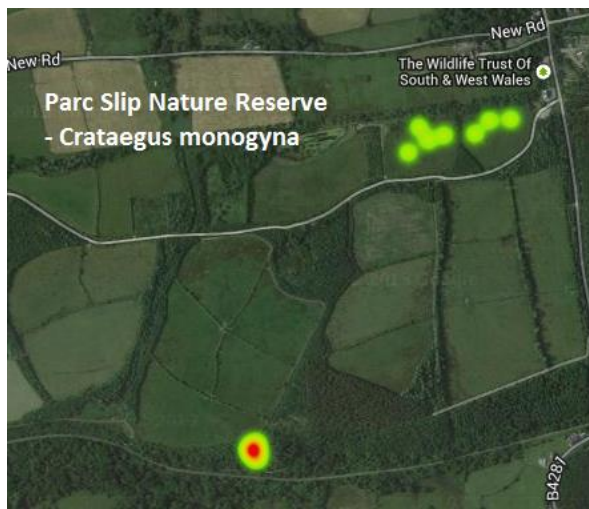 New Rd
New Rd
The Wildlife Trust Of
South & West Wales
Parc Slip Nature Reserve
- Crataegus monogyna
B4281